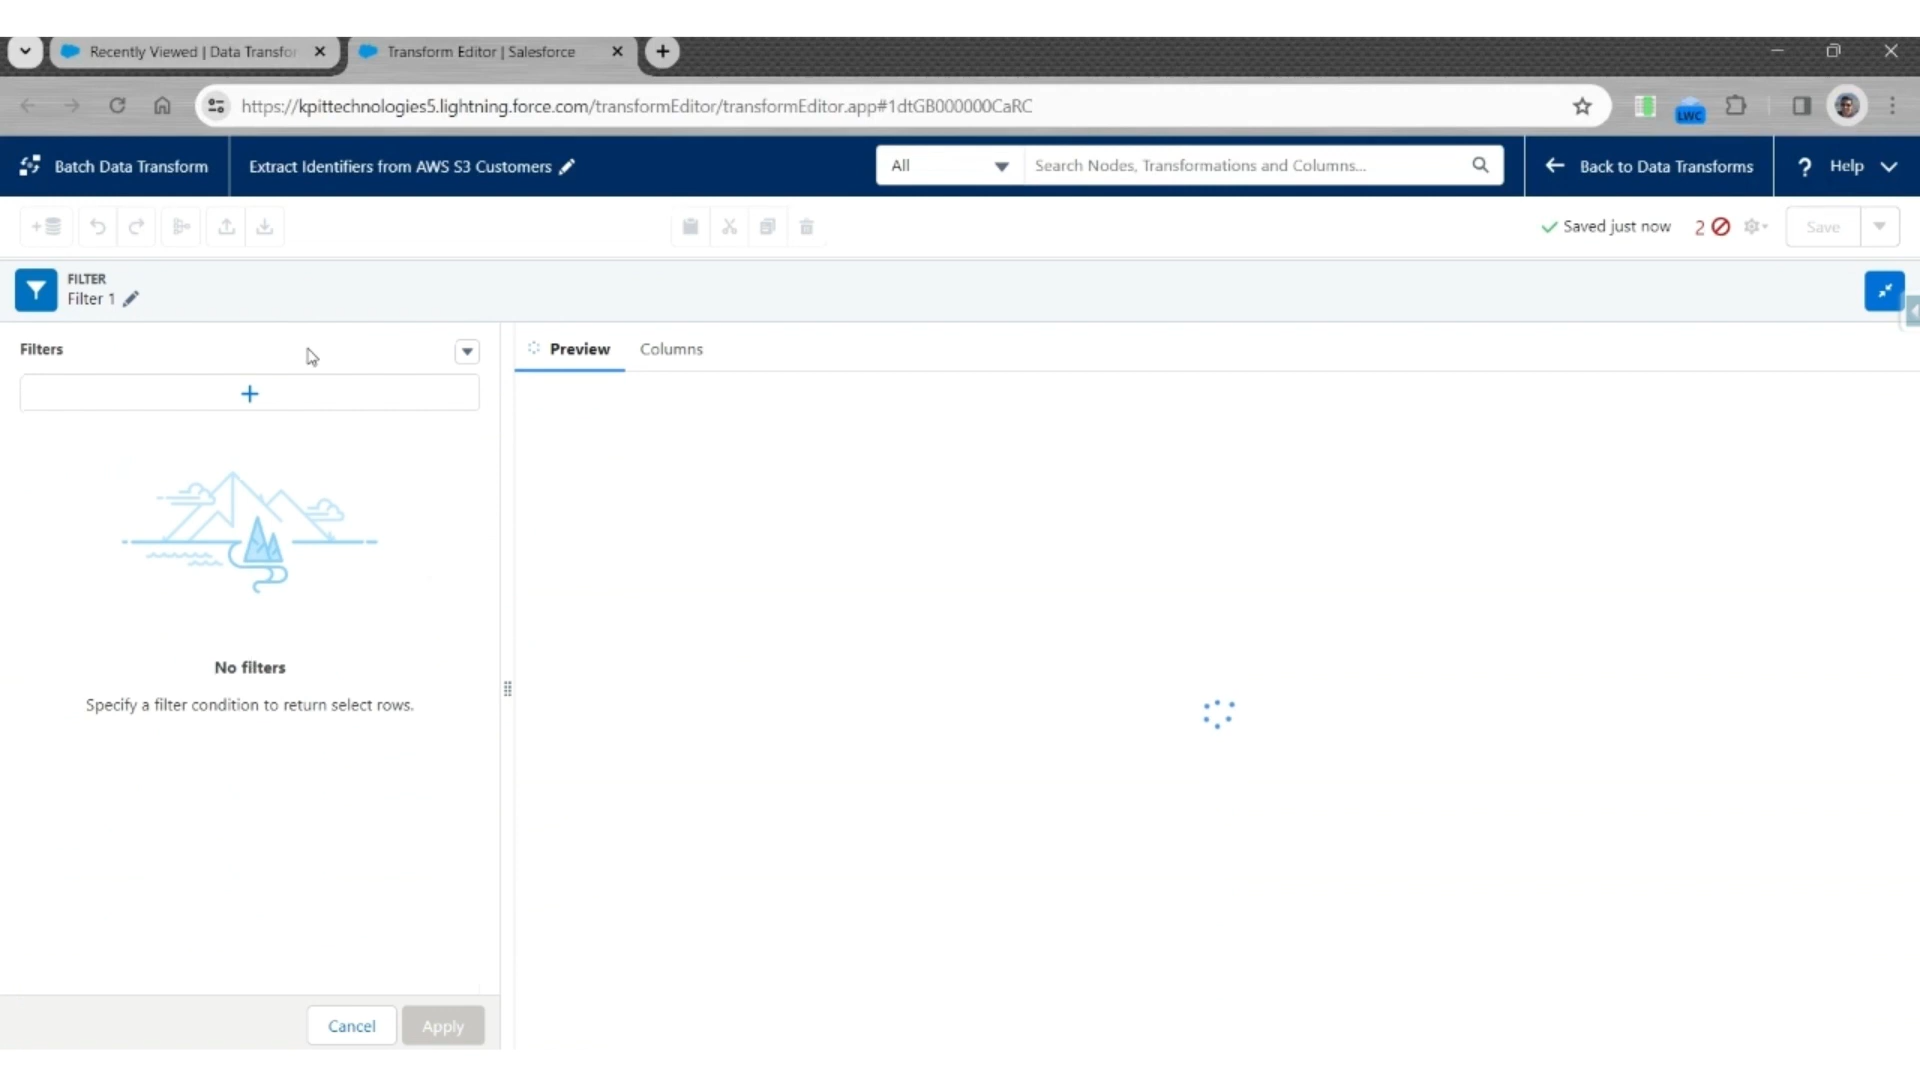 Recently Viewed | Data Transfor
Transform Editor | Salesforce
https://kpittechnologies5.lightning.force.com/transformEditor/transformEditor.app#1dtGB000000CaRC
LWC
Batch Data Transform
Extract Identifiers from AWS S3 Customers
All
Search Nodes, Transformations and Columns...
Back to Data Transforms
? Help
Saved just now
2
Save
FILTER
Filter 1
Filters
Preview
Columns
No filters
Specify a filter condition to return select rows.
Cancel
Apply